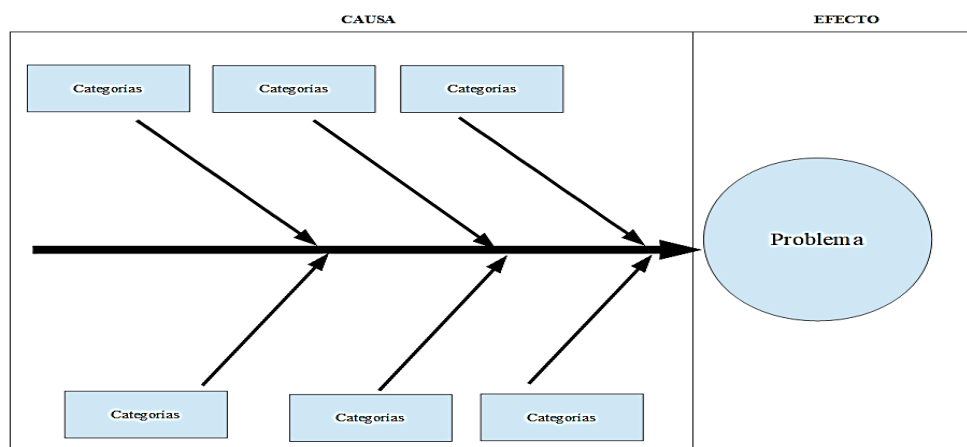 CAUSA
EFECTO
Categorias
Categorias
Categorias
Problema
Categorias
Categorias
Categorias